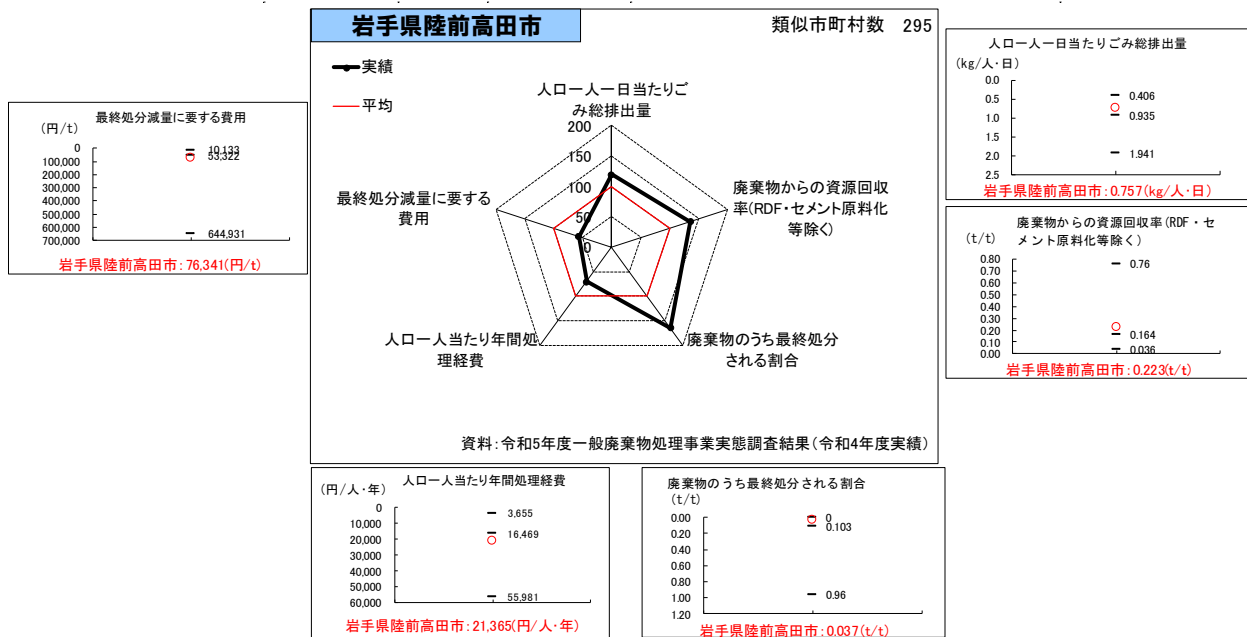 岩手県陸前高田市
類似市町村数 295
実績
平均
人口一人一日当たりご
み総排出量
廃棄物からの資源回収
率(RDF・セメント原料化
等除く)
廃棄物のうち最終処分
される割合
人口一人当たり年間処
理経費
最終処分減量に要する
費用
200
150
100
50
0
資料:令和5年度一般廃棄物処理事業実態調査結果(令和4年度実績)
最終処分減量に要する費用
(円/t)
0
100,000
200,000
300,000
400,000
500,000
600,000
700,000
10,133
53,322
644,931
岩手県陸前高田市:76,341(円/t)
人口一人一日当たりごみ総排出量
(kg/人・日)
0.0
0.5
1.0
1.5
2.0
2.5
0.406
0.935
1.941
岩手県陸前高田市:0.757(kg/人・日)
廃棄物からの資源回収率(RDF・セ
メント原料化等除く)
(t/t)
0.80
0.70
0.60
0.50
0.40
0.30
0.20
0.10
0.00
0.76
0.164
0.036
岩手県陸前高田市:0.223(t/t)
人口一人当たり年間処理経費
(円/人・年)
0
10,000
20,000
30,000
40,000
50,000
60,000
3,655
16,469
55,981
岩手県陸前高田市:21,365(円/人・年)
廃棄物のうち最終処分される割合
(t/t)
0.00
0.20
0.40
0.60
0.80
1.00
1.20
0
0.103
0.96
岩手県陸前高田市:0.037(t/t)